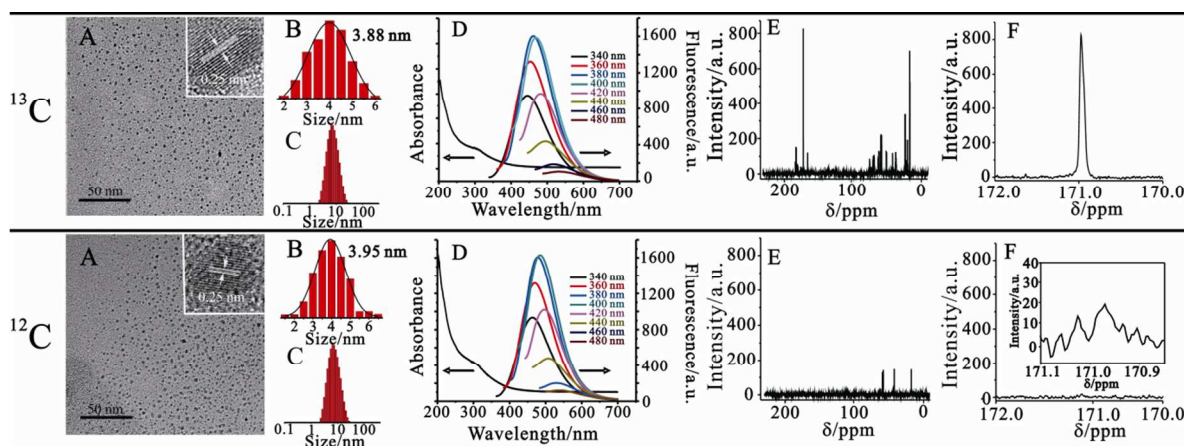 ¹³C
A
0.25 nm
50 nm
B
3.88 nm
2 3 4 5 6
Size/nm
C
0.1 10 100
Size/nm
D
Absorbance
Fluorescence/a.u.
340 nm
360 nm
380 nm
400 nm
420 nm
440 nm
460 nm
480 nm
1600
1200
800
400
0
200 300 400 500 600 700
Wavelength/nm
E
Intensity/a.u.
800
600
400
200
0
200 100 0
δ/ppm
F
Intensity/a.u.
800
600
400
200
0
172.0 171.0 170.0
δ/ppm
¹²C
A
0.25 nm
50 nm
B
3.95 nm
2 3 4 5 6
Size/nm
C
0.1 10 100
Size/nm
D
Absorbance
Fluorescence/a.u.
340 nm
360 nm
380 nm
400 nm
420 nm
440 nm
460 nm
480 nm
1600
1200
800
400
0
200 300 400 500 600 700
Wavelength/nm
E
Intensity/a.u.
800
600
400
200
0
200 100 0
δ/ppm
F
Intensity/a.u.
800
600
400
200
0
172.0 171.0 170.0
δ/ppm
Intensity/a.u.
40
30
20
10
0
-10
171.1 171.0 170.9
δ/ppm